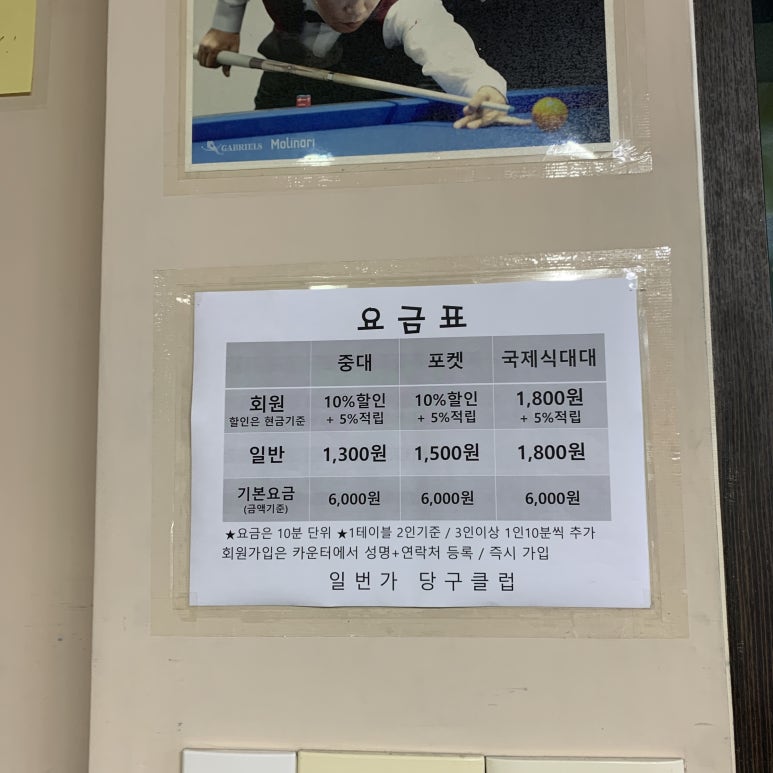 GABRIELS Molinari
요금표
중대 포켓 국제식대대
회원 10%할인 10%할인 1,800원
할인은 현금기준 + 5%적립 + 5%적립 + 5%적립
일반 1,300원 1,500원 1,800원
기본요금 6,000원 6,000원 6,000원
(금액기준)
★요금은 10분 단위 ★1테이블 2인기준 / 3인이상 1인10분씩 추가
회원가입은 카운터에서 성명+연락처 등록 / 즉시 가입
일번가 당구클럽